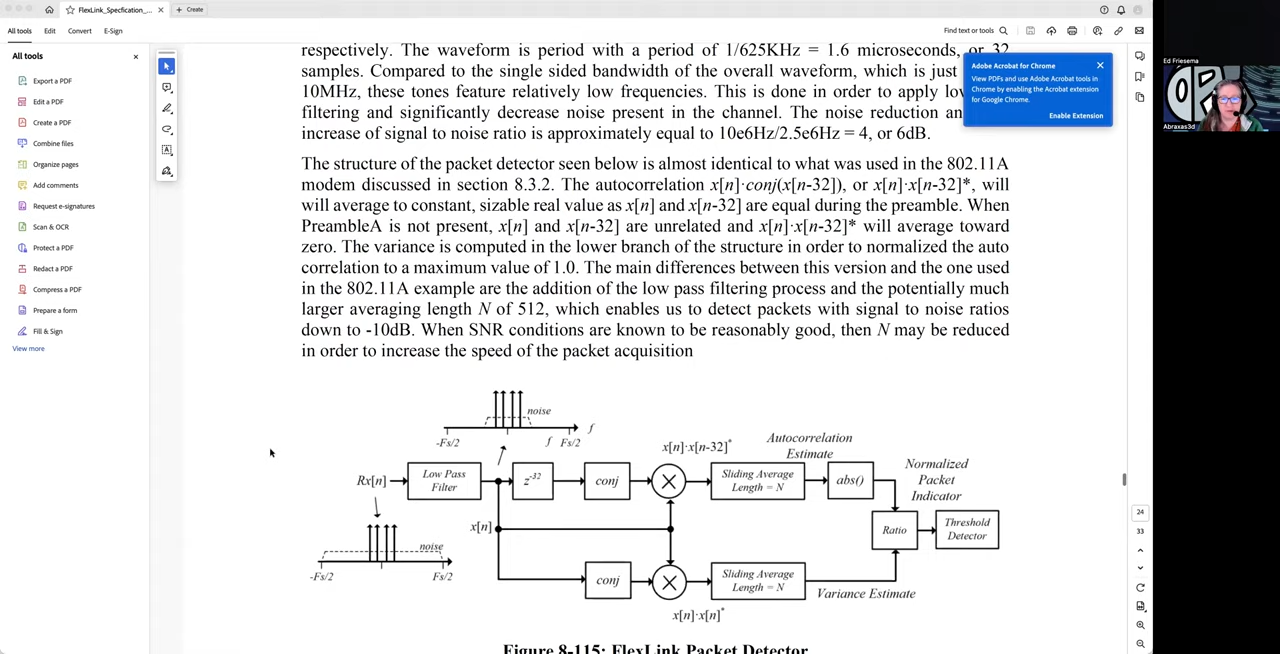 FlexLink_Specfication_...
Create
All tools
Edit
Convert
E-Sign
Find text or tools
All tools
Export a PDF
Edit a PDF
Create a PDF
Combine files
Organize pages
Add comments
Request e-signatures
Scan & OCR
Protect a PDF
Redact a PDF
Compress a PDF
Prepare a form
Fill & Sign
View more
respectively. The waveform is period with a period of 1/625KHz = 1.6 microseconds, or 32
samples. Compared to the single sided bandwidth of the overall waveform, which is just
10MHz, these tones feature relatively low frequencies. This is done in order to apply lo
filtering and significantly decrease noise present in the channel. The noise reduction an
increase of signal to noise ratio is approximately equal to 10e6Hz/2.5e6Hz = 4, or 6dB.
The structure of the packet detector seen below is almost identical to what was used in the 802.11A
modem discussed in section 8.3.2. The autocorrelation x[n]·conj(x[n-32]), or x[n]·x[n-32]*, will
will average to constant, sizable real value as x[n] and x[n-32] are equal during the preamble. When
PreambleA is not present, x[n] and x[n-32] are unrelated and x[n]·x[n-32]* will average toward
zero. The variance is computed in the lower branch of the structure in order to normalized the auto
correlation to a maximum value of 1.0. The main differences between this version and the one used
in the 802.11A example are the addition of the low pass filtering process and the potentially much
larger averaging length N of 512, which enables us to detect packets with signal to noise ratios
down to -10dB. When SNR conditions are known to be reasonably good, then N may be reduced
in order to increase the speed of the packet acquisition
noise
f
-Fs/2
f
Fs/2
x[n]·x[n-32]*
Autocorrelation
Estimate
Normalized
Packet
Indicator
Rx[n]
Low Pass
Filter
z-32
conj
Sliding Average
Length = N
abs()
x[n]
Ratio
Threshold
Detector
noise
-Fs/2
Fs/2
conj
Sliding Average
Length = N
Variance Estimate
x[n]·x[n]*
Figure 8-115: FlexLink Packet Detector
Adobe Acrobat for Chrome
View PDFs and use Adobe Acrobat tools in
Chrome by enabling the Acrobat extension
for Google Chrome.
Enable Extension
24
33
Ed Friesema
Abraxas3d